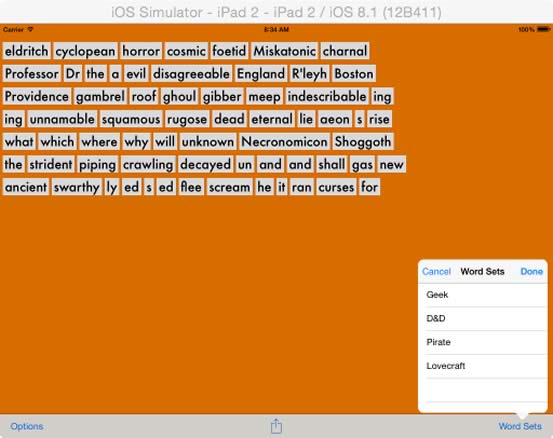 iOS Simulator - iPad 2 - iPad 2 / iOS 8.1 (12B411)
Carrier 8:34 AM 100%
eldritch cyclopean horror cosmic foetid Miskatonic charnal
Professor Dr the a evil disagreeable England R'leyh Boston
Providence gambrel roof ghoul gibber meep indescribable ing
ing unnamable squamous rugose dead eternal lie aeon s rise
what which where why will unknown Necronomicon Shoggoth
the strident piping crawling decayed un and and shall gas new
ancient swarthy ly ed s ed flee scream he it ran curses for
Cancel Word Sets Done
Geek
D&D
Pirate
Lovecraft
Options Word Sets